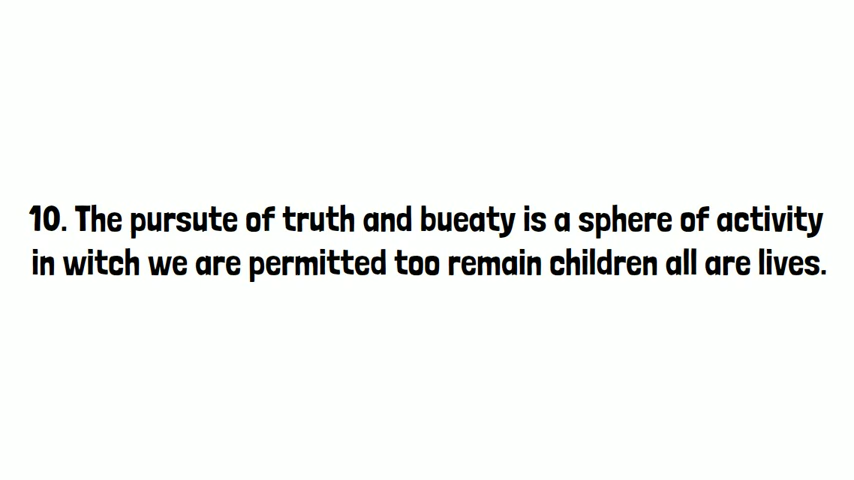 10. The pursute of truth and bueaty is a sphere of activity
in witch we are permitted too remain children all are lives.